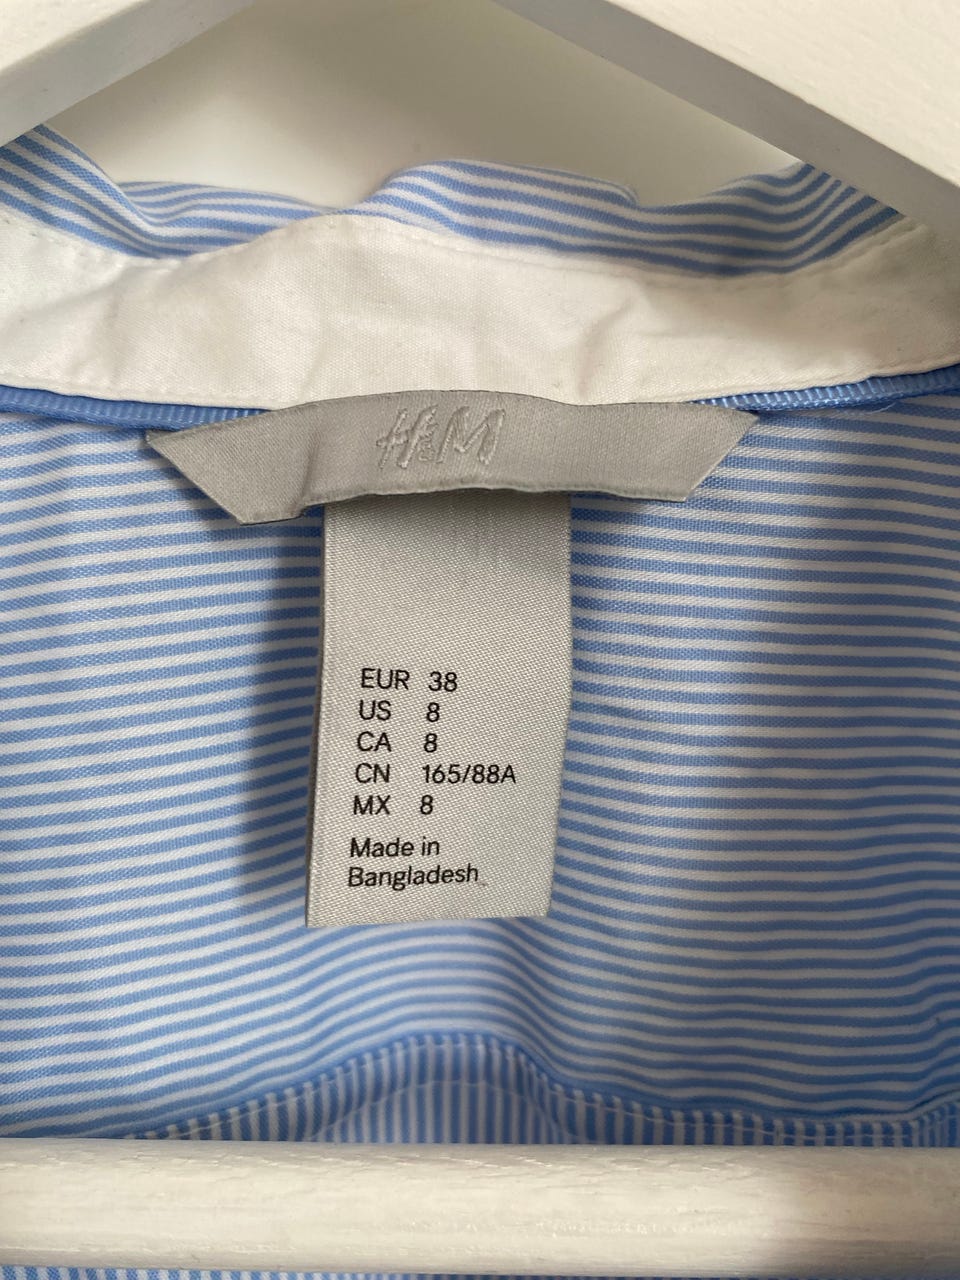 H&M
EUR 38
US 8
CA 8
CN 165/88A
MX 8
Made in
Bangladesh